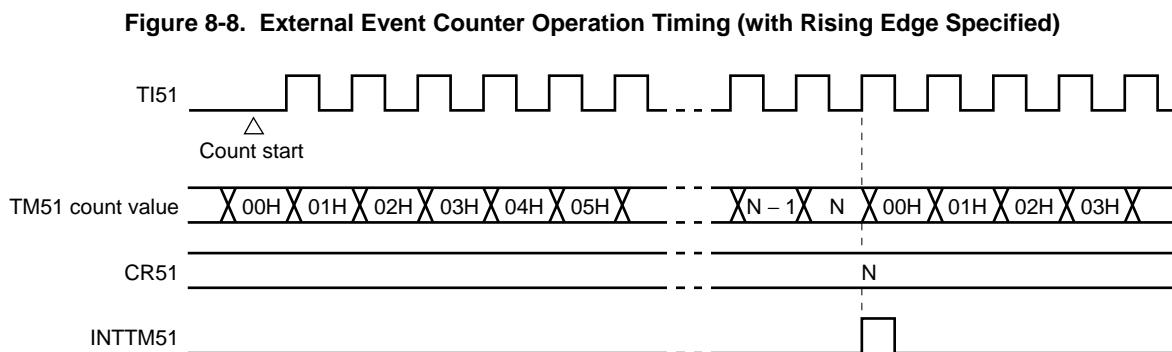 Figure 8-8. External Event Counter Operation Timing (with Rising Edge Specified)
TI51
Count start
TM51 count value 00H 01H 02H 03H 04H 05H N – 1 N 00H 01H 02H 03H
CR51 N
INTTM51